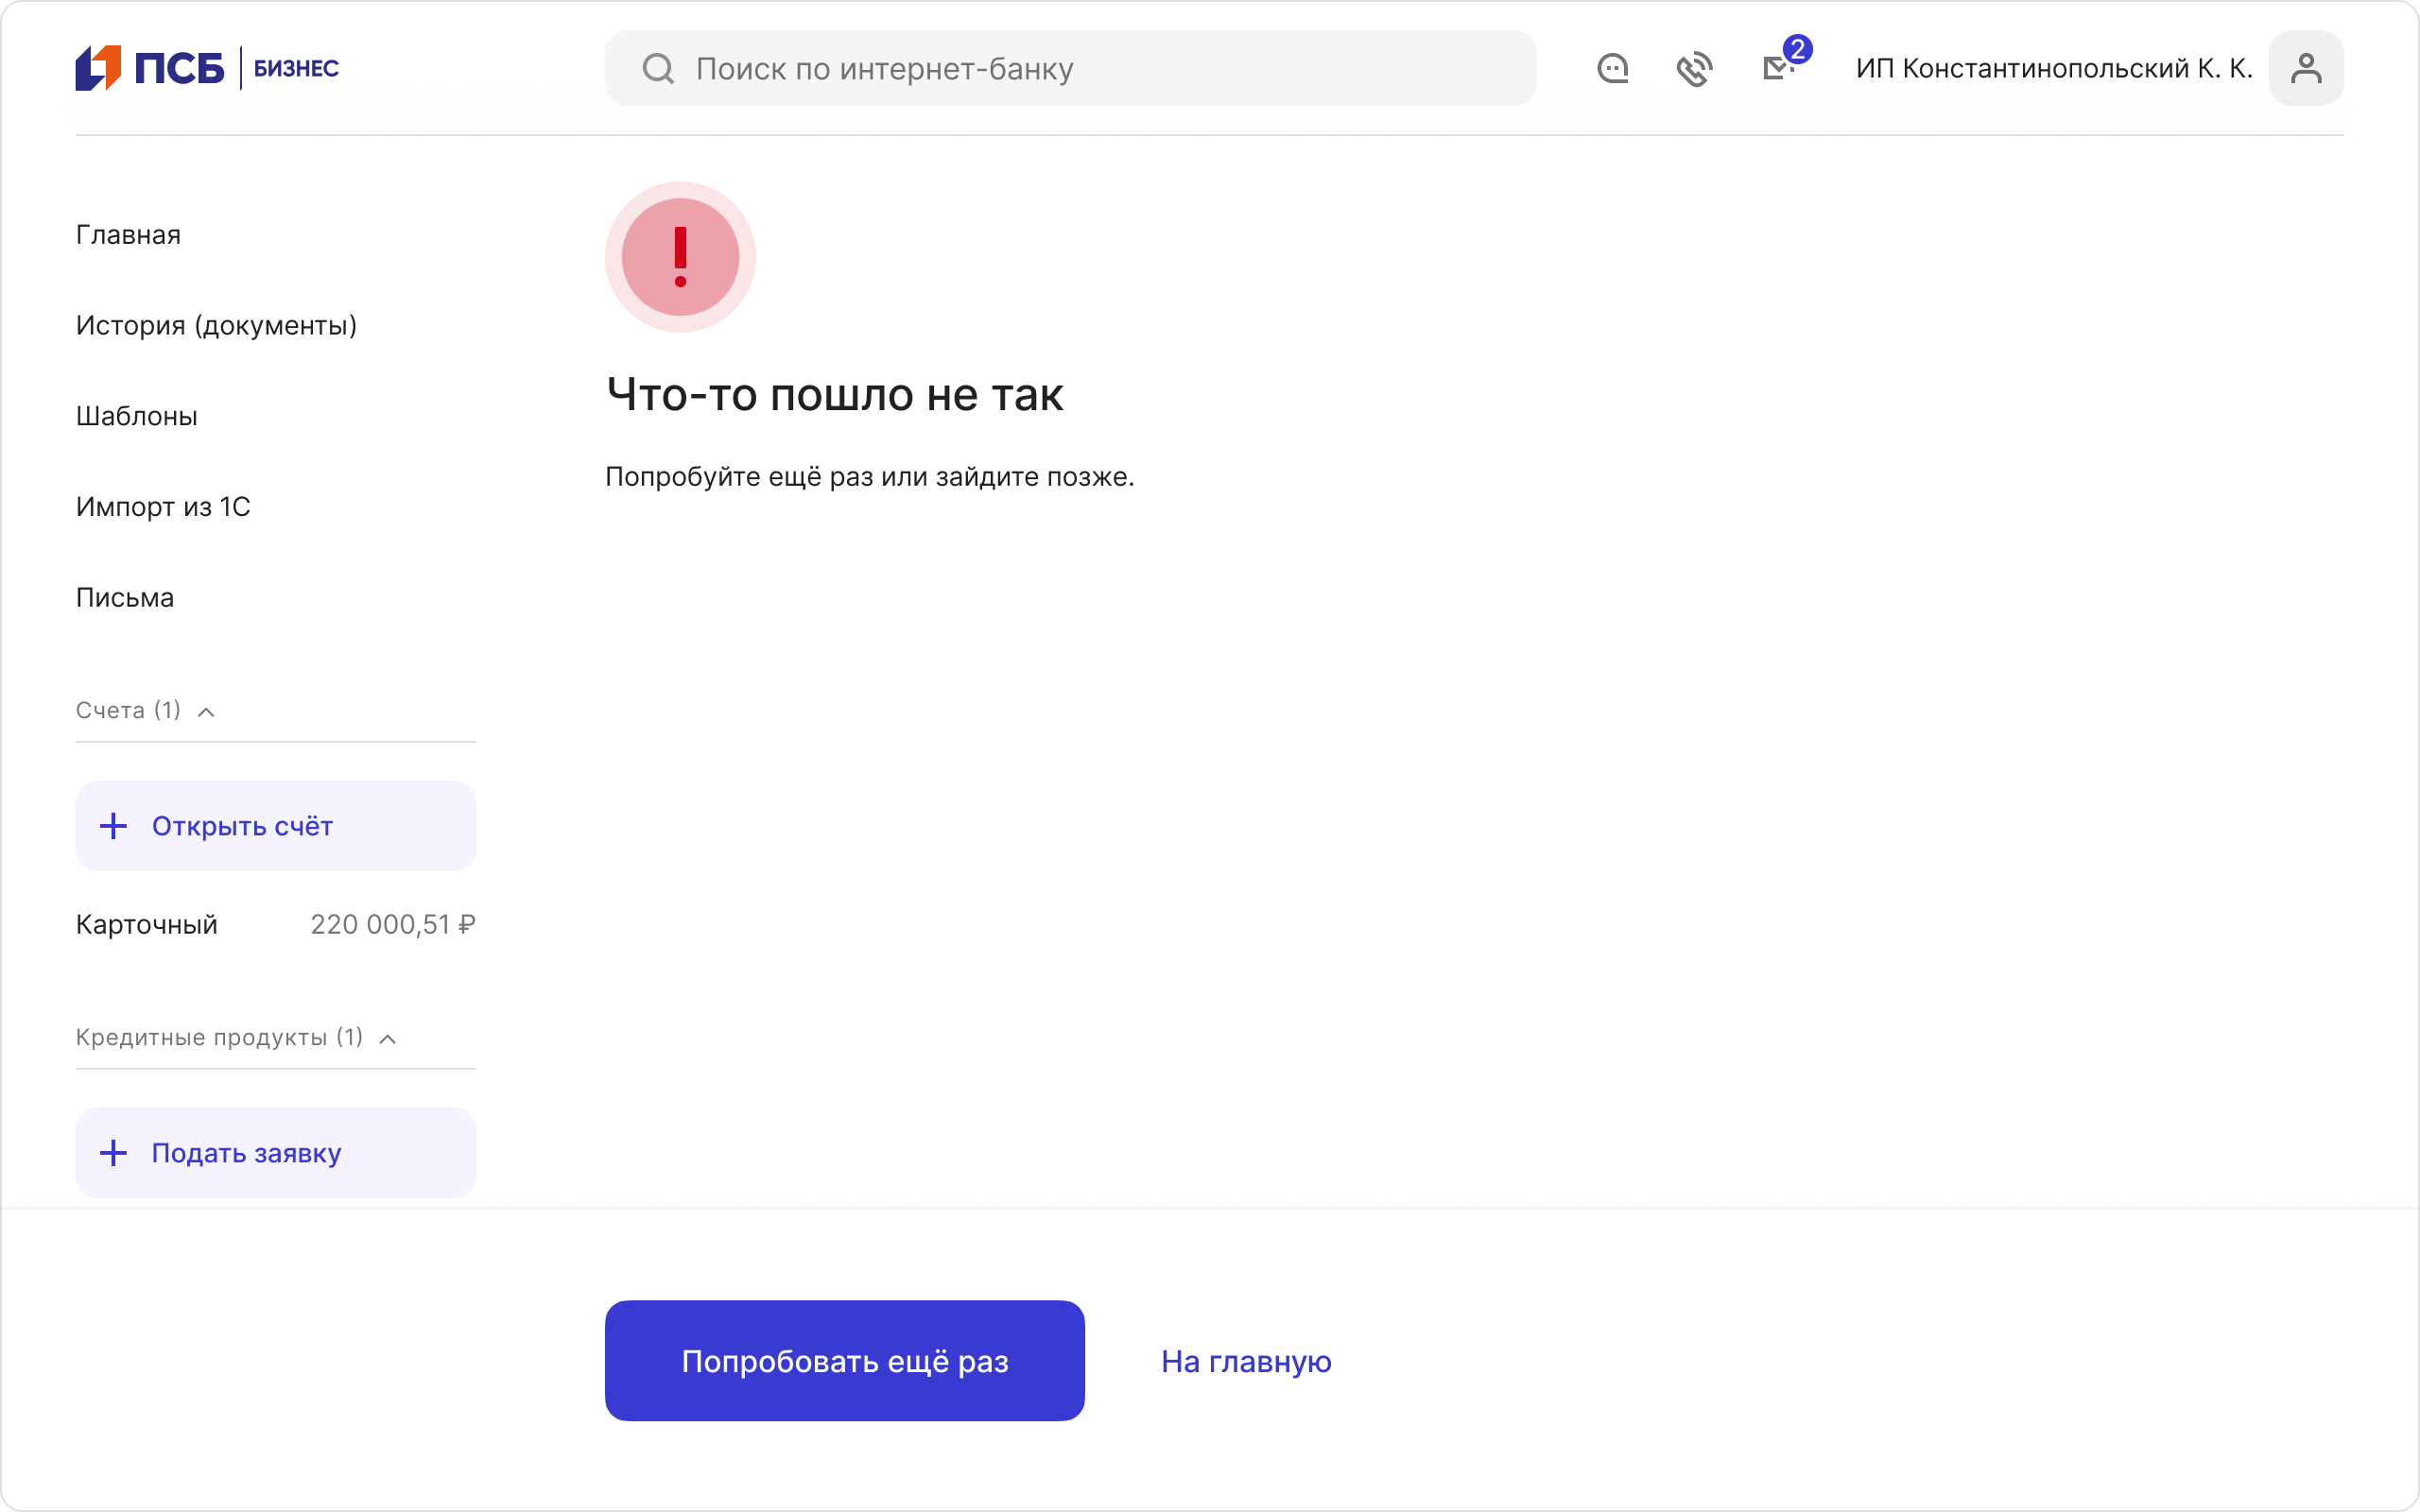 ПСБ БИЗНЕС
Поиск по интернет-банку
2
ИП Константинопольский К. К.
Главная
История (документы)
Шаблоны
Импорт из 1С
Письма
Счета (1)
Открыть счёт
Карточный 220 000,51 ₽
Кредитные продукты (1)
Подать заявку
Что-то пошло не так
Попробуйте ещё раз или зайдите позже.
Попробовать ещё раз
На главную